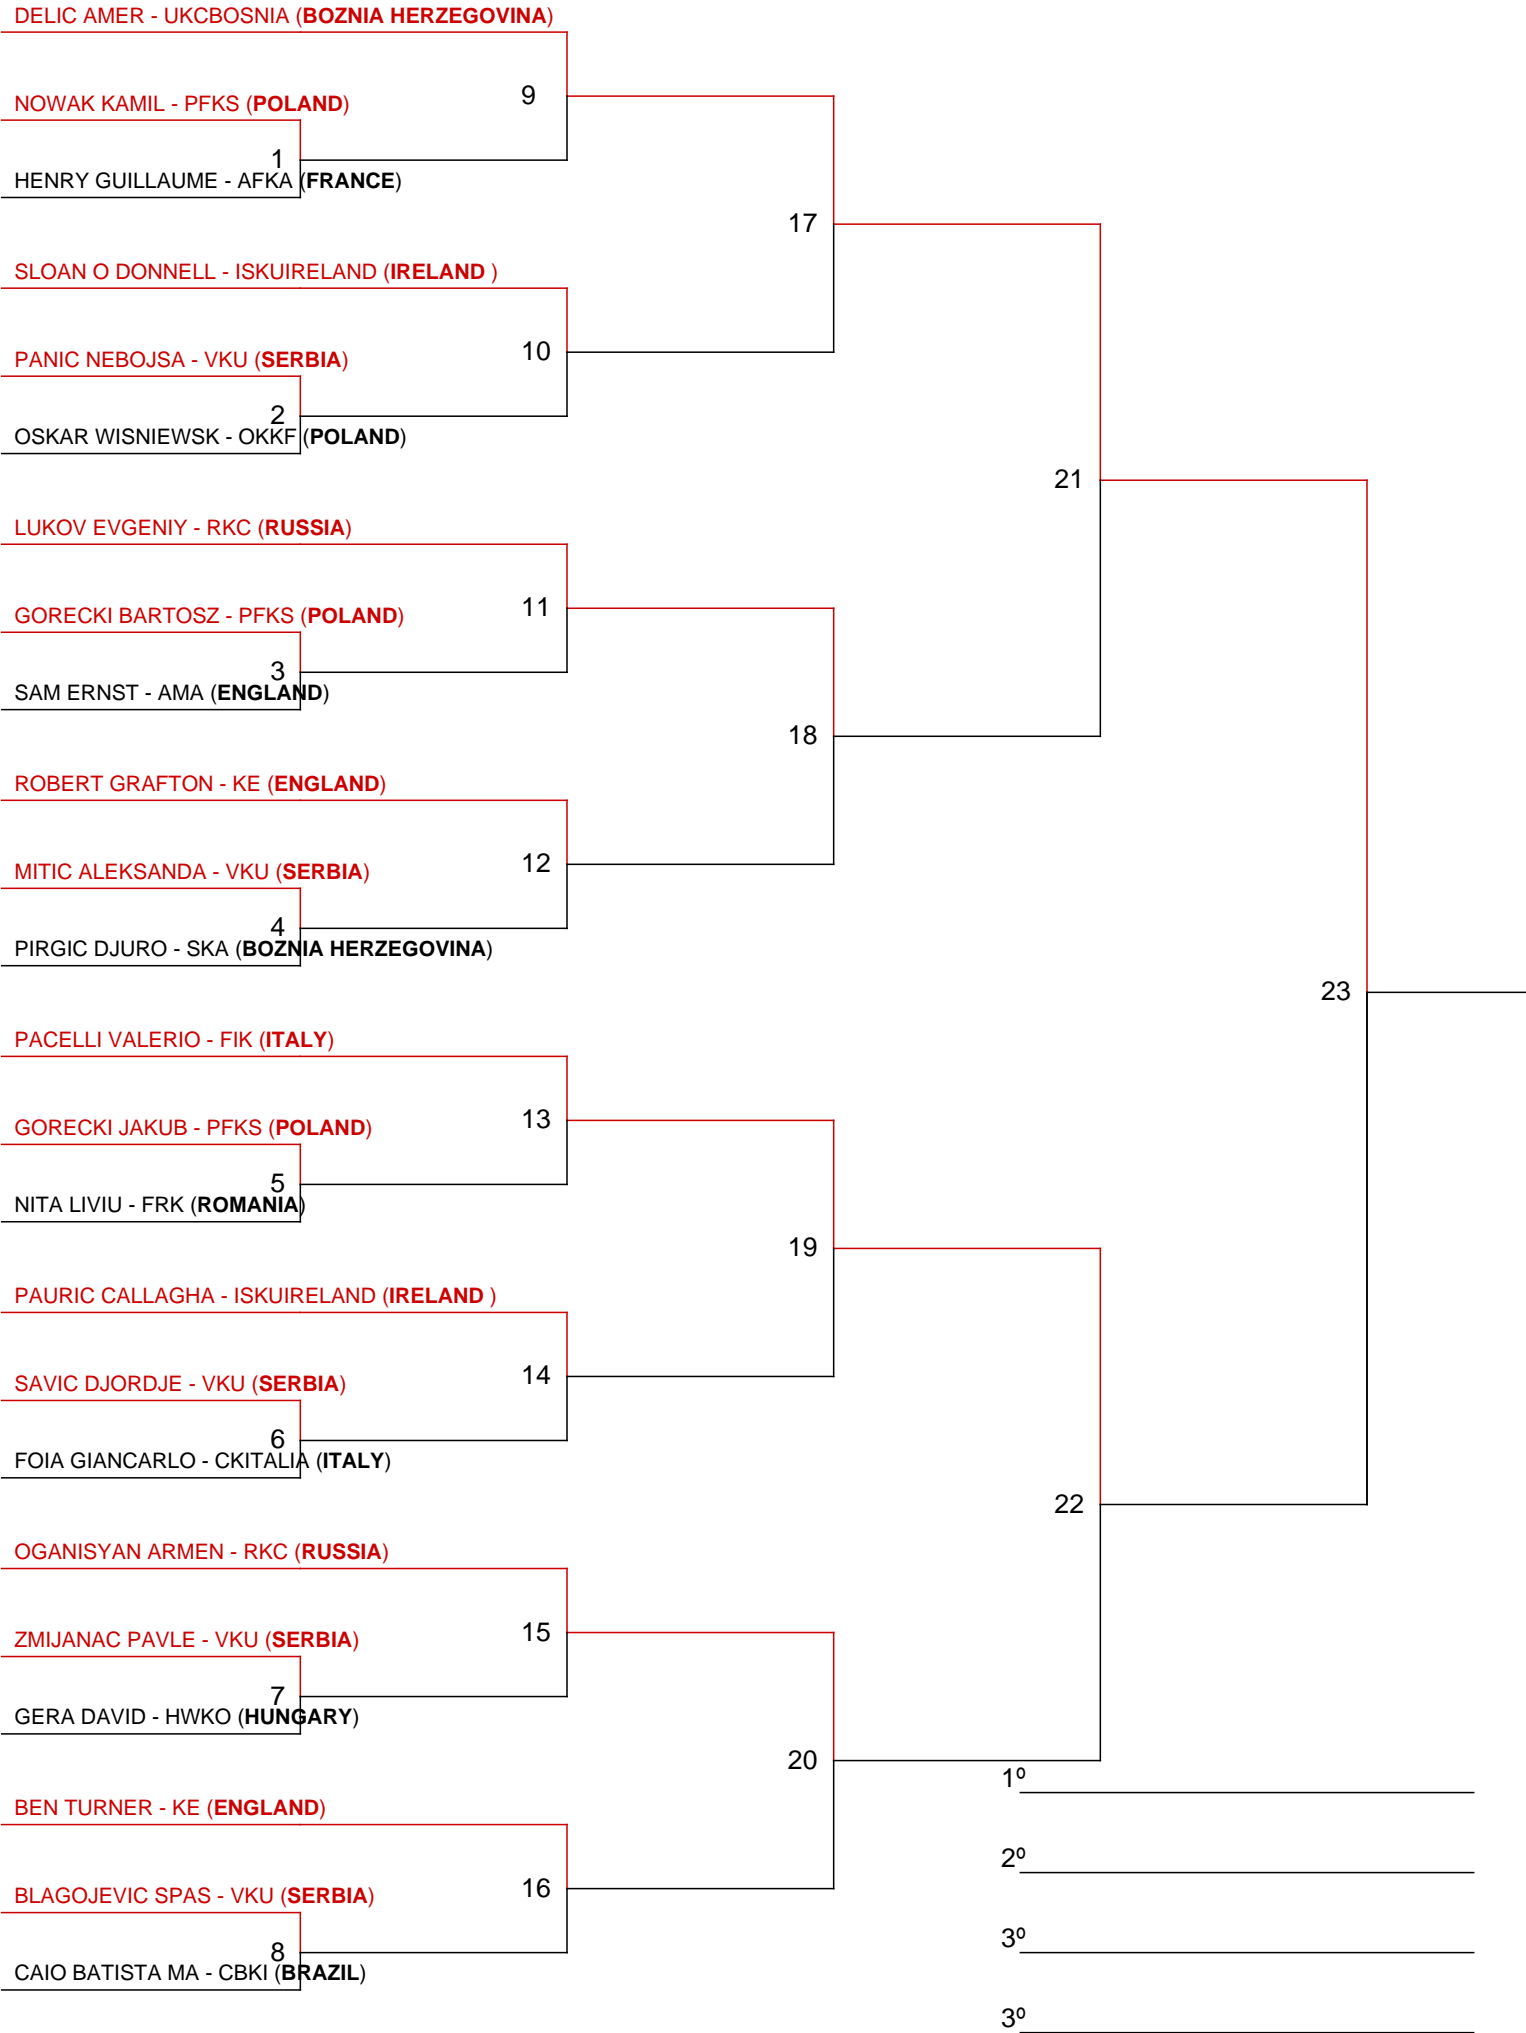 DELIC AMER - UKCBOSNIA (BOZNIA HERZEGOVINA)
9
NOWAK KAMIL - PFKS (POLAND)
1
HENRY GUILLAUME - AFKA (FRANCE)
17
SLOAN O DONNELL - ISKUIRELAND (IRELAND )
10
PANIC NEBOJSA - VKU (SERBIA)
2
OSKAR WISNIEWSK - OKKF (POLAND)
21
LUKOV EVGENIY - RKC (RUSSIA)
11
GORECKI BARTOSZ - PFKS (POLAND)
3
SAM ERNST - AMA (ENGLAND)
18
ROBERT GRAFTON - KE (ENGLAND)
12
MITIC ALEKSANDA - VKU (SERBIA)
4
PIRGIC DJURO - SKA (BOZNIA HERZEGOVINA)
23
PACELLI VALERIO - FIK (ITALY)
13
GORECKI JAKUB - PFKS (POLAND)
5
NITA LIVIU - FRK (ROMANIA)
19
PAURIC CALLAGHA - ISKUIRELAND (IRELAND )
14
SAVIC DJORDJE - VKU (SERBIA)
6
FOIA GIANCARLO - CKITALIA (ITALY)
22
OGANISYAN ARMEN - RKC (RUSSIA)
15
ZMIJANAC PAVLE - VKU (SERBIA)
7
GERA DAVID - HWKO (HUNGARY)
20
1º
BEN TURNER - KE (ENGLAND)
2º
16
BLAGOJEVIC SPAS - VKU (SERBIA)
3º
8
CAIO BATISTA MA - CBKI (BRAZIL)
3º